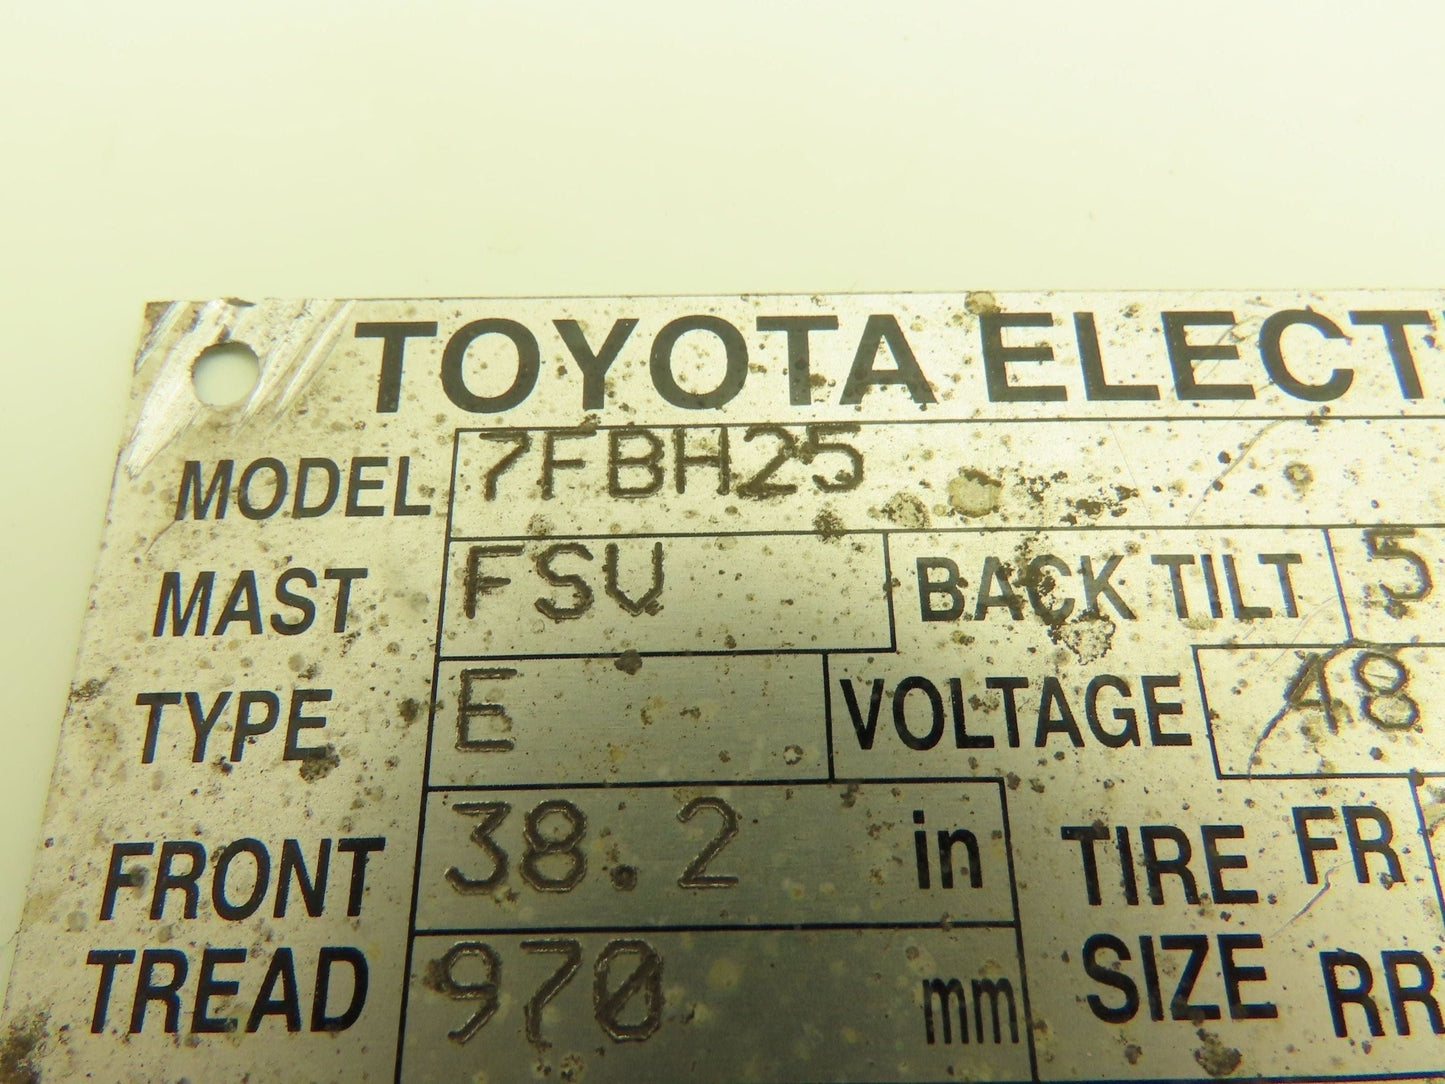 TOYOTA ELECT
MODEL 7FBH25
MAST FSV BACK TILT 5
TYPE E VOLTAGE 48
FRONT TREAD 38.2 in
970 mm
TIRE SIZE FR
RR